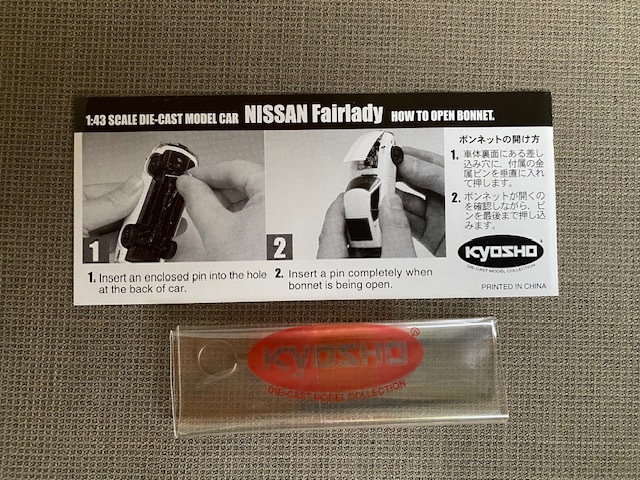 1:43 SCALE DIE-CAST MODEL CAR NISSAN Fairlady HOW TO OPEN BONNET.
1
2
1. Insert an enclosed pin into the hole
at the back of car.
2. Insert a pin completely when
bonnet is being open.
ボンネットの開け方
1. 車体裏面にある差し
込み穴に、付属の金
属ピンを垂直に入れ
て押します。
2. ボンネットが開くの
を確認しながら、ピ
ンを最後まで押し込
みます。
KYOSHO®
DIE-CAST MODEL COLLECTION
PRINTED IN CHINA
KYOSHO®
DIE-CAST MODEL COLLECTION